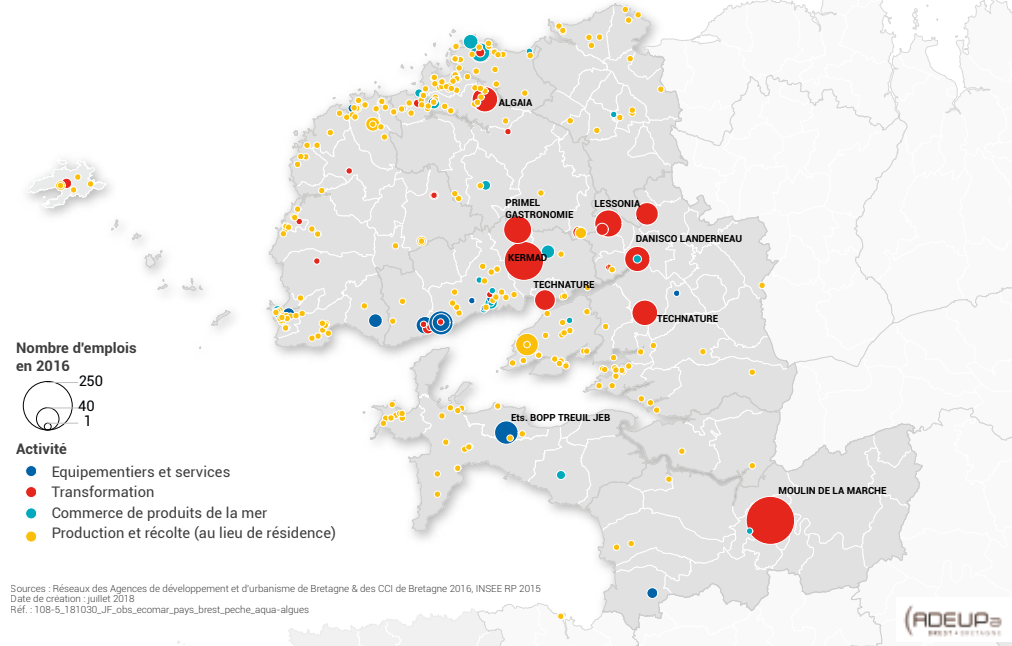 ALGAIA
PRIMEL
GASTRONOMIE
LESSONIA
DANISCO LANDERNEAU
KERMAD
TECHNATURE
TECHNATURE
Nombre d'emplois
en 2016
250
40
1
Ets. BOPP TREUIL JEB
Activité
Equipementiers et services
Transformation
Commerce de produits de la mer
Production et récolte (au lieu de résidence)
MOULIN DE LA MARCHE
Sources : Réseaux des Agences de développement et d'urbanisme de Bretagne & des CCI de Bretagne 2016, INSEE RP 2015
Date de création : juillet 2018
Réf. : 108-5_181030_JF_obs_ecomar_pays_brest_peche_aqua-algues
ADEUPa
BREST • BRETAGNE